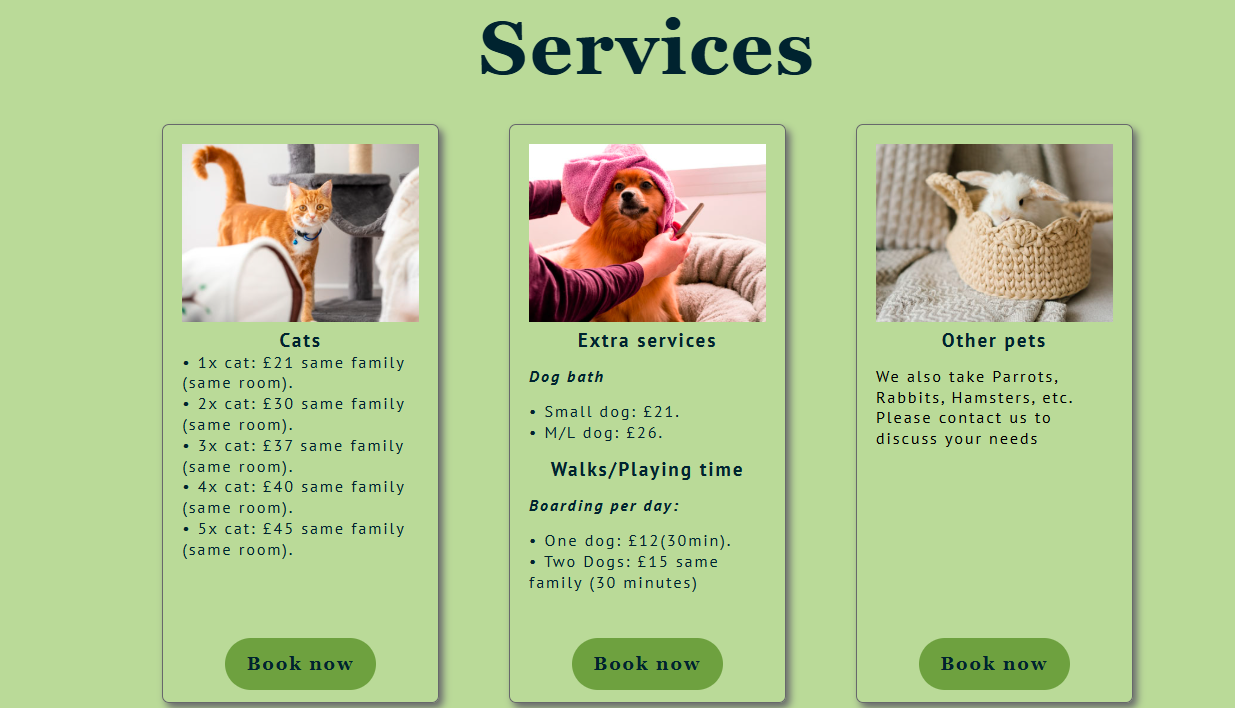 Services
Cats
• 1x cat: £21 same family
(same room).
• 2x cat: £30 same family
(same room).
• 3x cat: £37 same family
(same room).
• 4x cat: £40 same family
(same room).
• 5x cat: £45 same family
(same room).
Book now
Extra services
Dog bath
• Small dog: £21.
• M/L dog: £26.
Walks/Playing time
Boarding per day:
• One dog: £12(30min).
• Two Dogs: £15 same
family (30 minutes)
Book now
Other pets
We also take Parrots,
Rabbits, Hamsters, etc.
Please contact us to
discuss your needs
Book now